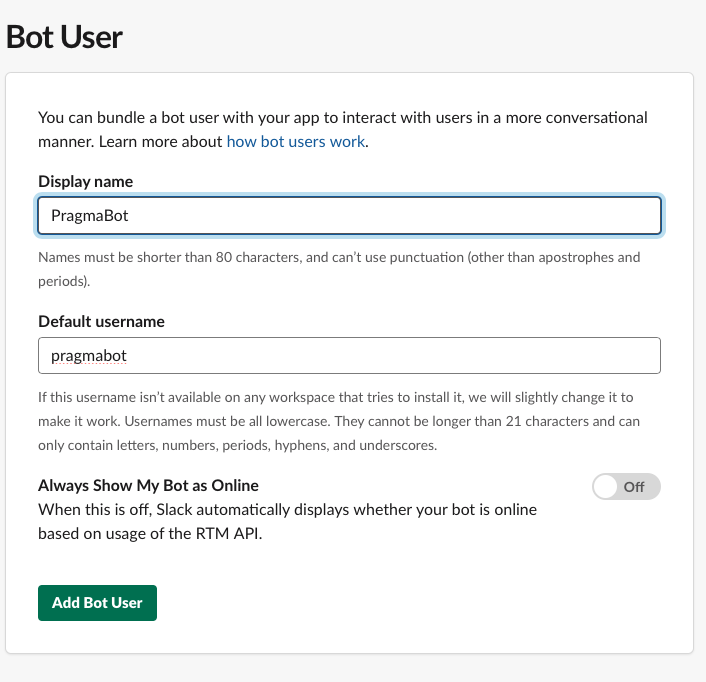 Bot User
You can bundle a bot user with your app to interact with users in a more conversational
manner. Learn more about how bot users work.
Display name
PragmaBot
Names must be shorter than 80 characters, and can’t use punctuation (other than apostrophes and
periods).
Default username
pragmabot
If this username isn’t available on any workspace that tries to install it, we will slightly change it to
make it work. Usernames must be all lowercase. They cannot be longer than 21 characters and can
only contain letters, numbers, periods, hyphens, and underscores.
Always Show My Bot as Online
Off
When this is off, Slack automatically displays whether your bot is online
based on usage of the RTM API.
Add Bot User